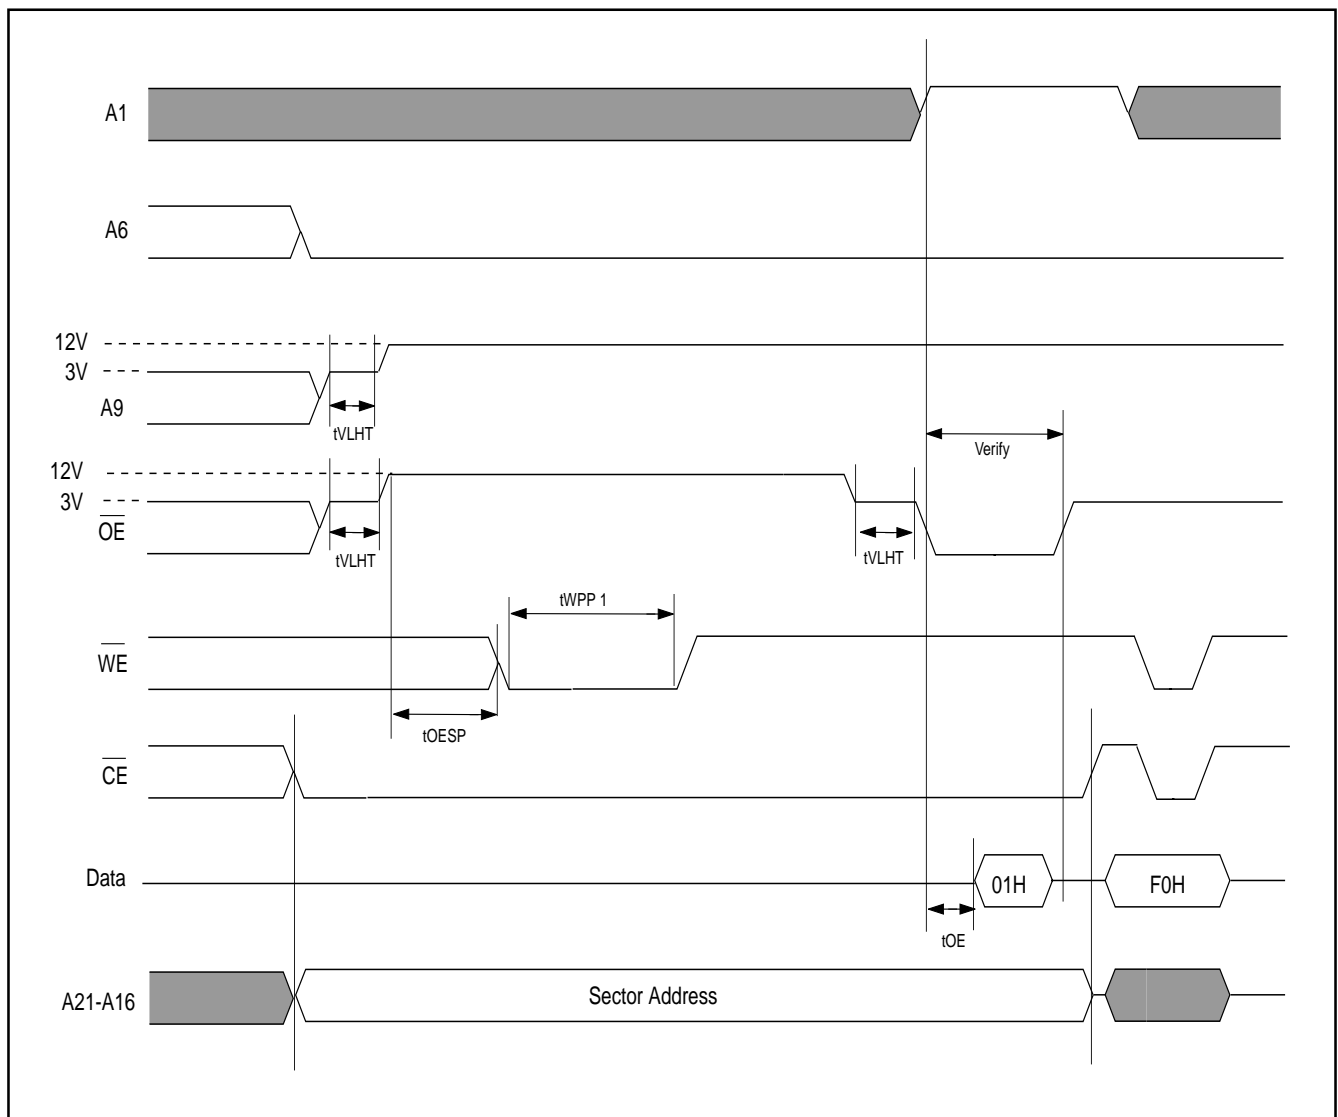 A1
A6
12V
3V
A9
tVLHT
Verify
12V
3V
OE
tVLHT
tVLHT
tWPP 1
WE
tOESP
CE
Data
01H
F0H
tOE
A21-A16
Sector Address